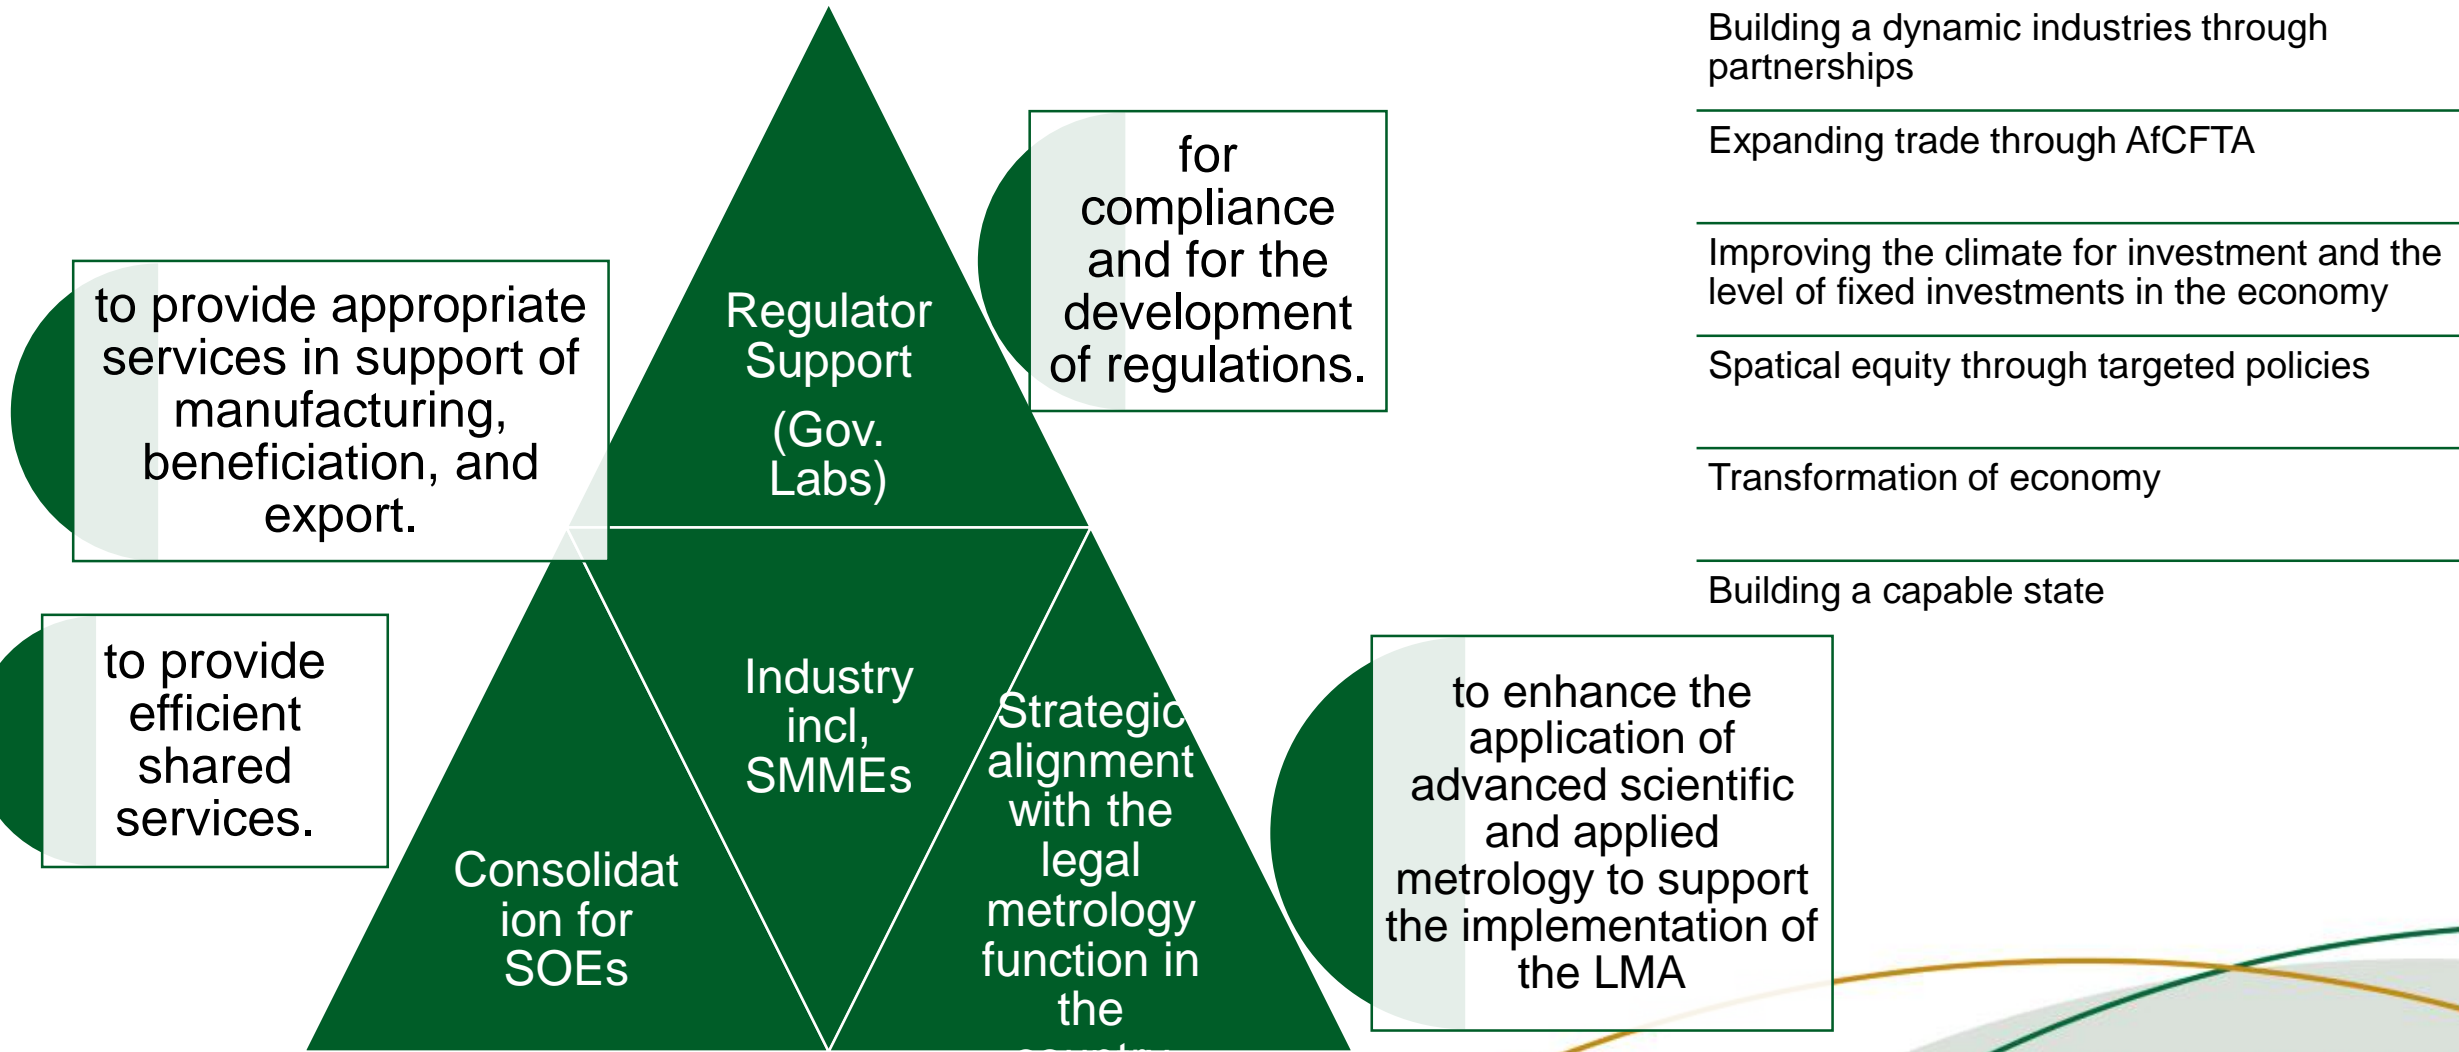 Building a dynamic industries through
partnerships
Expanding trade through AfCFTA
Improving the climate for investment and the
level of fixed investments in the economy
Spatical equity through targeted policies
Transformation of economy
Building a capable state
for
compliance
and for the
development
of regulations.
to provide appropriate
services in support of
manufacturing,
beneficiation, and
export.
Regulator
Support
(Gov.
Labs)
to provide
efficient
shared
services.
Industry
incl,
SMMEs
Consolidat
ion for
SOEs
Strategic
alignment
with the
legal
metrology
function in
the
country
to enhance the
application of
advanced scientific
and applied
metrology to support
the implementation of
the LMA